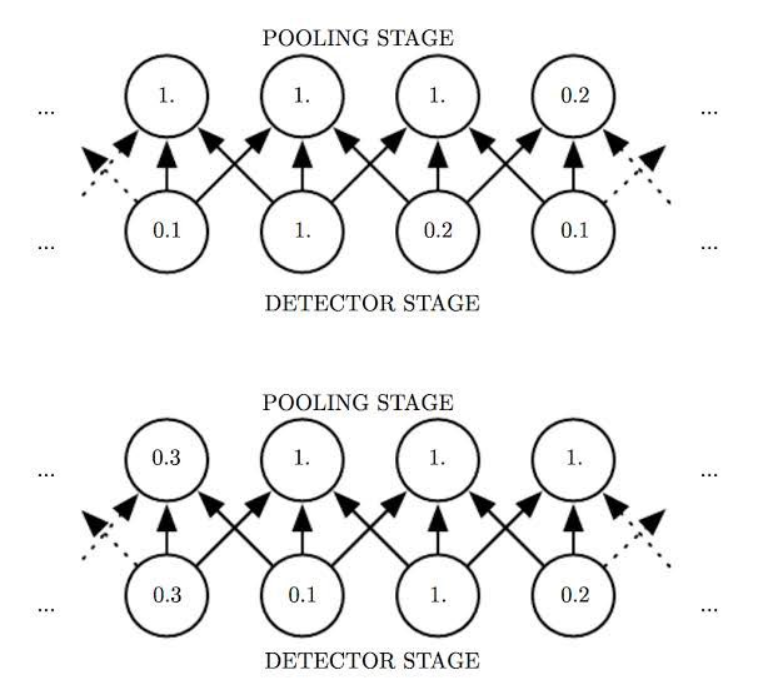 POOLING STAGE
... 1. 1. 1. 0.2 ...
... 0.1 1. 0.2 0.1 ...
DETECTOR STAGE
POOLING STAGE
... 0.3 1. 1. 1. ...
... 0.3 0.1 1. 0.2 ...
DETECTOR STAGE